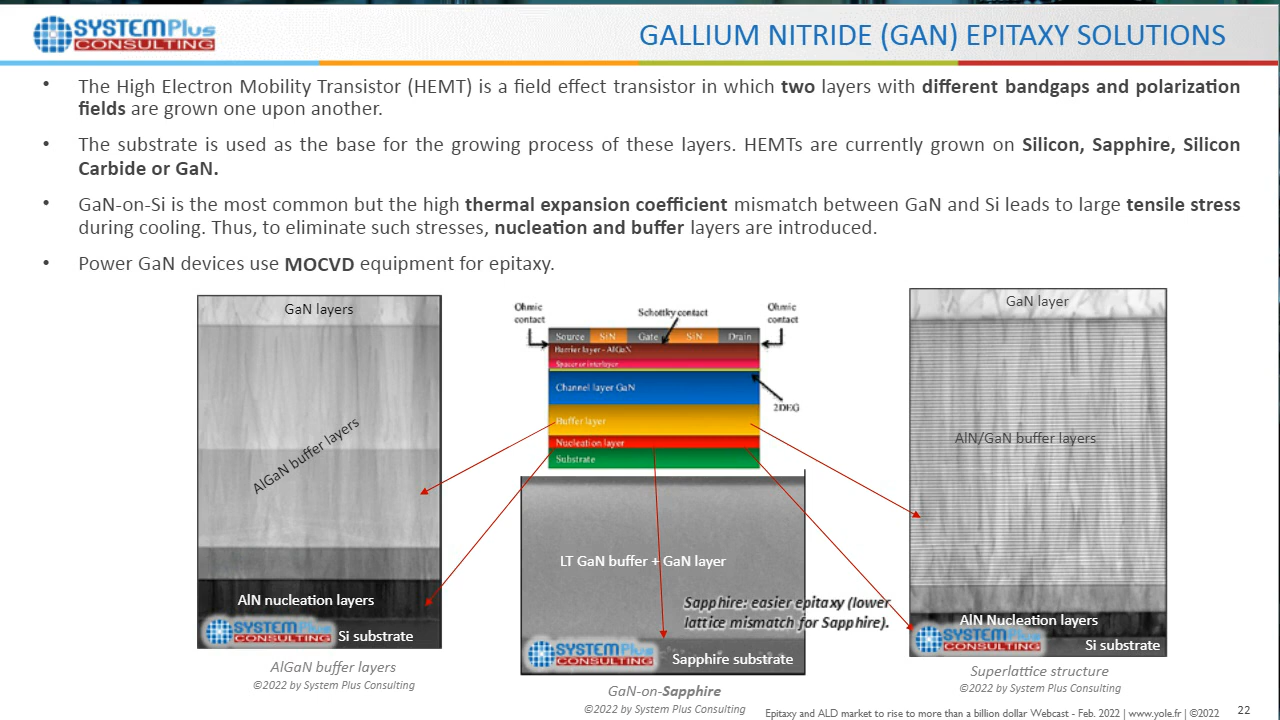 SYSTEMPlus
CONSULTING
GALLIUM NITRIDE (GAN) EPITAXY SOLUTIONS
• The High Electron Mobility Transistor (HEMT) is a field effect transistor in which two layers with different bandgaps and polarization
fields are grown one upon another.
• The substrate is used as the base for the growing process of these layers. HEMTs are currently grown on Silicon, Sapphire, Silicon
Carbide or GaN.
• GaN-on-Si is the most common but the high thermal expansion coefficient mismatch between GaN and Si leads to large tensile stress
during cooling. Thus, to eliminate such stresses, nucleation and buffer layers are introduced.
• Power GaN devices use MOCVD equipment for epitaxy.
GaN layers
AlGaN buffer layers
AlN nucleation layers
SYSTEMPlus
CONSULTING
Si substrate
AlGaN buffer layers
©2022 by System Plus Consulting
Ohmic
contact
Schottky contact
Ohmic
contact
Source SiN Gate SiN Drain
Barrier layer - AlGaN
Spacer or interlayer
Channel layer GaN
2DEG
Buffer layer
Nucleation layer
Substrate
LT GaN buffer + GaN layer
Sapphire: easier epitaxy (lower
lattice mismatch for Sapphire).
SYSTEMPlus
CONSULTING
Sapphire substrate
GaN-on-Sapphire
©2022 by System Plus Consulting
GaN layer
AlN/GaN buffer layers
AlN Nucleation layers
SYSTEMPlus
CONSULTING
Si substrate
Superlattice structure
©2022 by System Plus Consulting
Epitaxy and ALD market to rise to more than a billion dollar Webcast - Feb. 2022 | www.yole.fr | ©2022 22